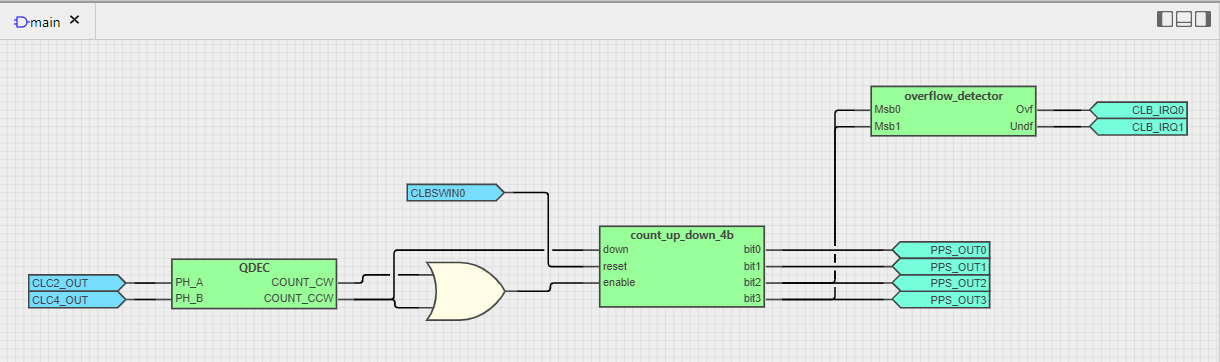 main ✕
overflow_detector
Msb0 Ovf CLB_IRQ0
Msb1 Undf CLB_IRQ1
CLBSWIN0
count_up_down_4b
down bit0 PPS_OUT0
reset bit1 PPS_OUT1
enable bit2 PPS_OUT2
bit3 PPS_OUT3
QDEC
CLC2_OUT PH_A COUNT_CW
CLC4_OUT PH_B COUNT_CCW